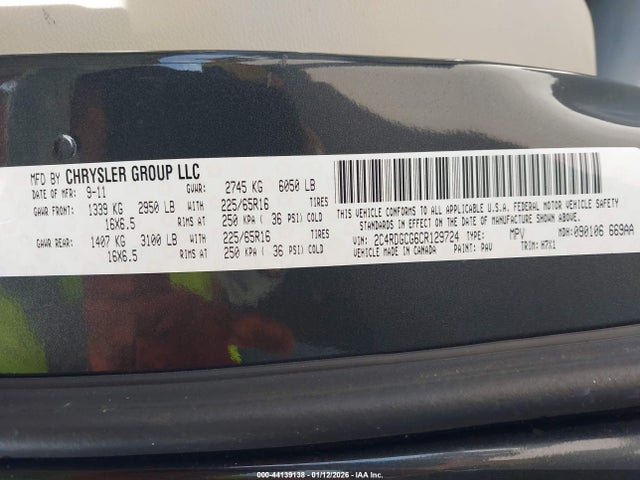 MFD BY CHRYSLER GROUP LLC
DATE OF MFR: 9-11 GVWR: 2745 KG 6050 LB
GAWR FRONT: 1339 KG 2950 LB WITH 225/65R16 TIRES
16X6.5 RIMS AT 250 KPA ( 36 PSI) COLD
GAWR REAR: 1407 KG 3100 LB WITH 225/65R16 TIRES
16X6.5 RIMS AT 250 KPA ( 36 PSI) COLD
THIS VEHICLE CONFORMS TO ALL APPLICABLE U.S.A. FEDERAL MOTOR VEHICLE SAFETY
STANDARDS IN EFFECT ON THE DATE OF MANUFACTURE SHOWN ABOVE.
VIN: 2C4RDGCG6CR129724 TYPE: MPV MDH: 090106 669AA
VEHICLE MADE IN CANADA PAINT: PAV TRIM: H7X1
000-44139138 - 01/12/2026 - IAA Inc.